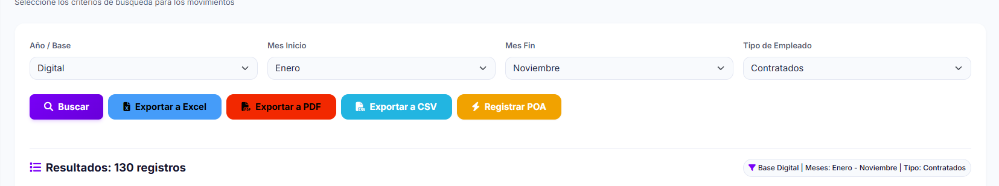 Seleccione los criterios de búsqueda para los movimientos
Año / Base
Mes Inicio
Mes Fin
Tipo de Empleado
Digital
Enero
Noviembre
Contratados
Buscar
Exportar a Excel
Exportar a PDF
Exportar a CSV
Registrar POA
Resultados: 130 registros
Base Digital | Meses: Enero - Noviembre | Tipo: Contratados